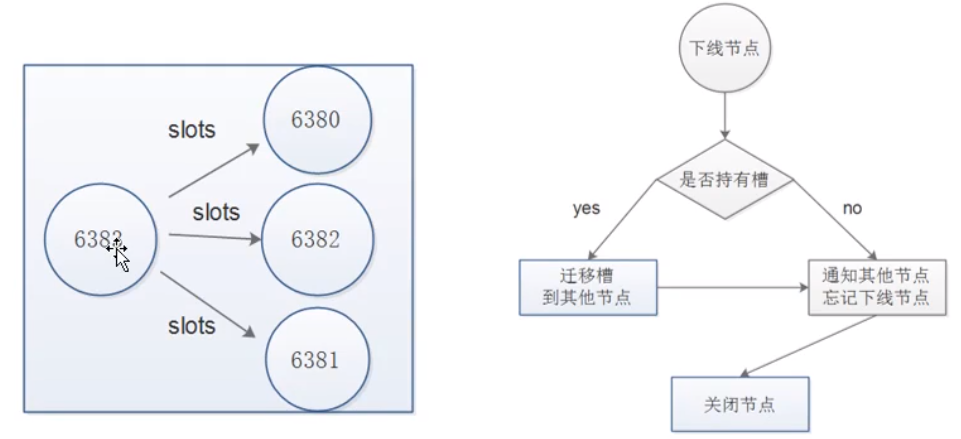 slots
6380
slots
6383
6382
slots
6381
下线节点
是否持有槽
yes
no
迁移槽
到其他节点
通知其他节点
忘记下线节点
关闭节点